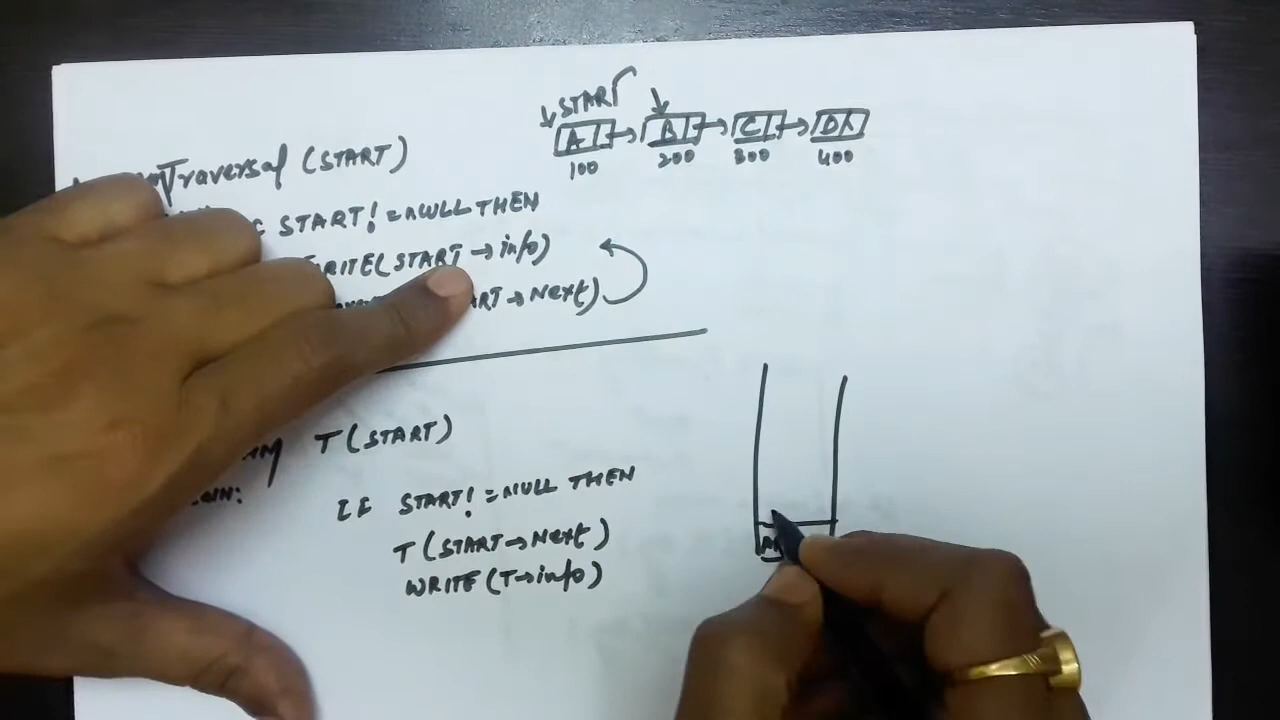 START
A B C D
100 200 300 400
Traversal (START)
START! = NULL THEN
WRITE(START→info)
→Next)
T (START)
IF START! = NULL THEN
T (START→Next)
WRITE (T→info)